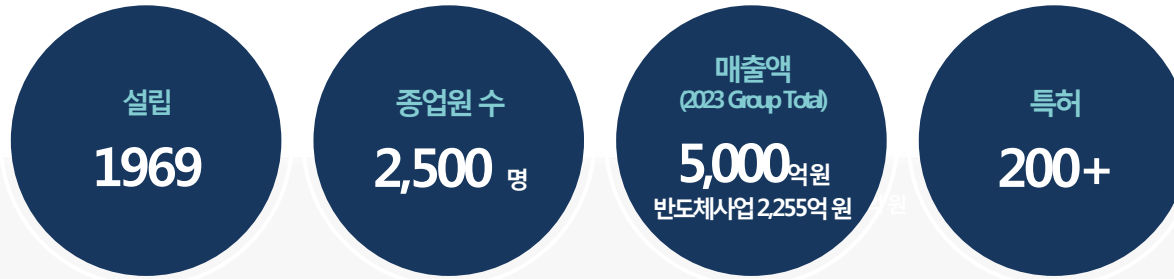 설립
1969
종업원 수
2,500 명
매출액
(2023 Group Total)
5,000억원
반도체사업 2,255억 원
원
특허
200+